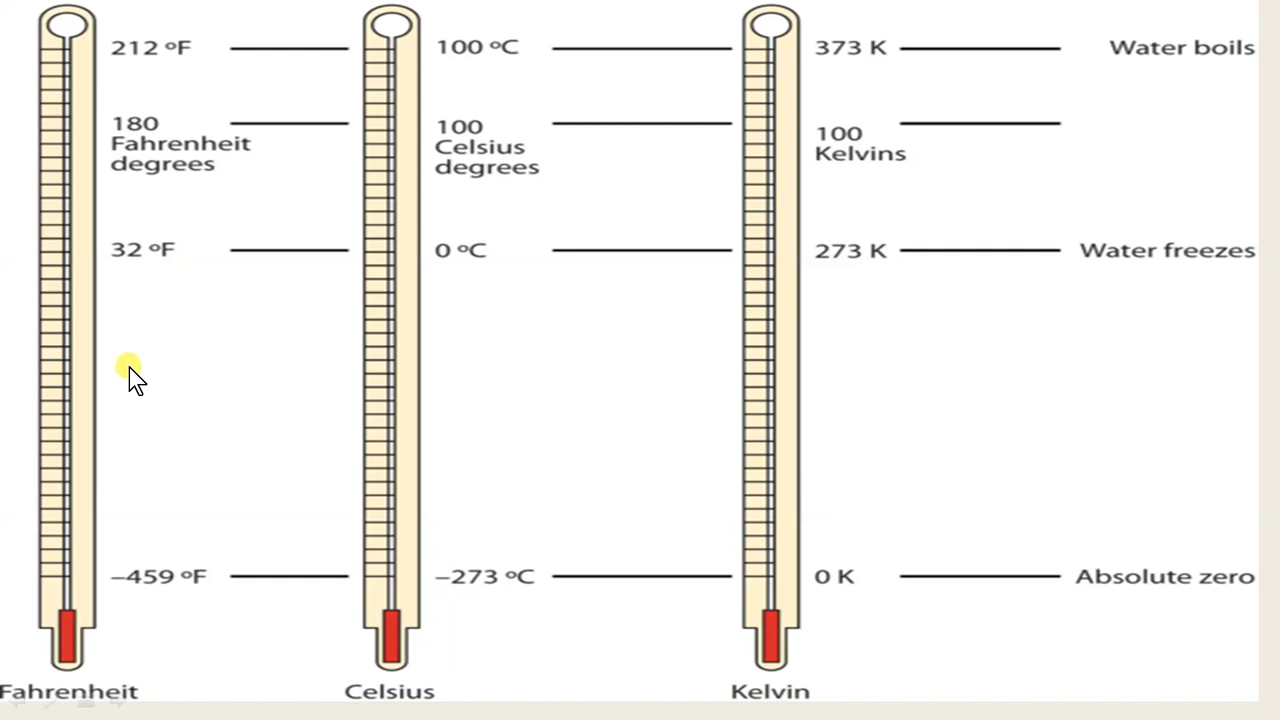 212 ºF 100 ºC 373 K Water boils
180 Fahrenheit degrees 100 Celsius degrees 100 Kelvins
32 ºF 0 ºC 273 K Water freezes
–459 ºF –273 ºC 0 K Absolute zero
Fahrenheit Celsius Kelvin